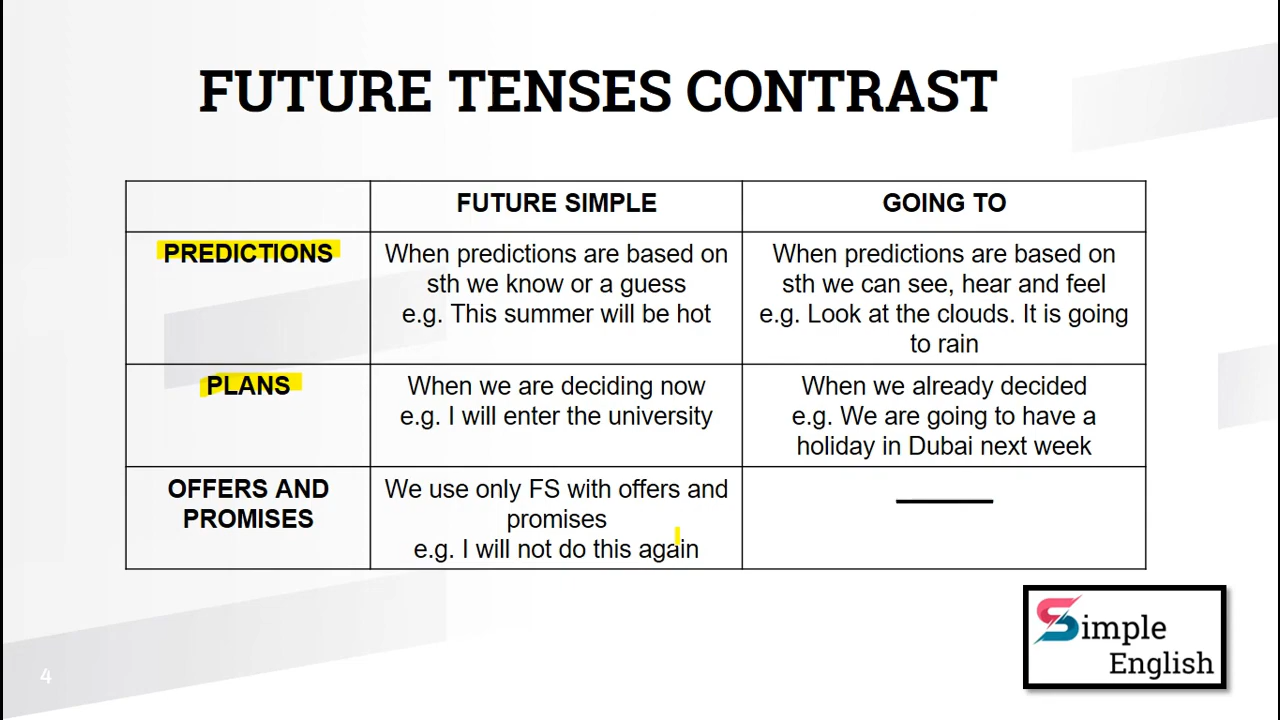 FUTURE TENSES CONTRAST
FUTURE SIMPLE
GOING TO
PREDICTIONS
When predictions are based on
sth we know or a guess
e.g. This summer will be hot
When predictions are based on
sth we can see, hear and feel
e.g. Look at the clouds. It is going
to rain
PLANS
When we are deciding now
e.g. I will enter the university
When we already decided
e.g. We are going to have a
holiday in Dubai next week
OFFERS AND
PROMISES
We use only FS with offers and
promises
e.g. I will not do this again
Simple
English
4